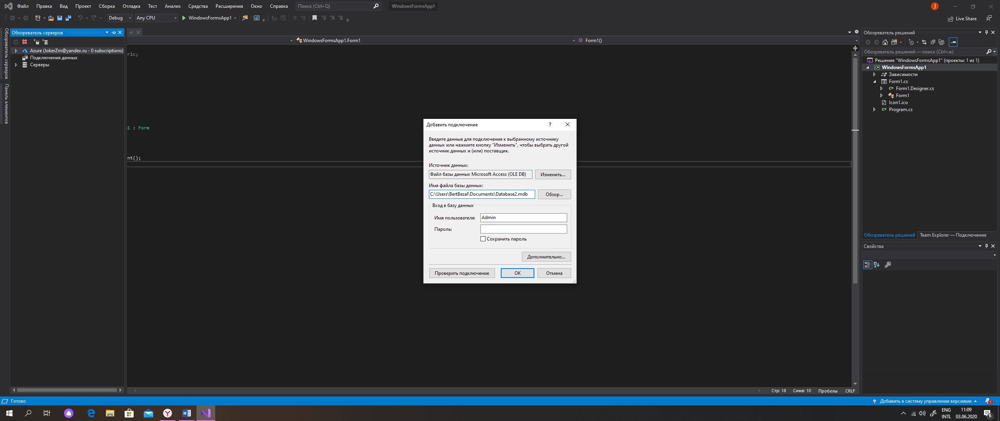 Файл Правка Вид Проект Сборка Отладка Тест Анализ Средства Расширения Окно Справка Поиск (Ctrl+Q) WindowsFormsApp1 J
Debug Any CPU WindowsFormsApp1 Live Share
Обозреватель серверов
Панель элементов
Обозреватель серверов
Azure (JokerZm@yandex.ru - 0 subscriptions)
Подключения данных
Серверы
WindowsFormsApp1.Form1 Form1()
eric;
1 : Form
nt();
Добавить подключение ?
Введите данные для подключения к выбранному источнику
данных или нажмите кнопку "Изменить", чтобы выбрать другой
источник данных и (или) поставщик.
Источник данных:
Файл базы данных Microsoft Access (OLE DB) Изменить...
Имя файла базы данных:
C:\Users\BertBezal\Documents\Database2.mdb Обзор...
Вход в базу данных
Имя пользователя: Admin
Пароль:
Сохранить пароль
Дополнительно...
Проверить подключение OK Отмена
Обозреватель решений
Обозреватель решений — поиск (Ctrl+ж)
Решение "WindowsFormsApp1" (проекты: 1 из 1)
C# WindowsFormsApp1
Зависимости
Form1.cs
C# Form1.Designer.cs
Form1
Icon1.ico
C# Program.cs
Обозреватель решений Team Explorer — Подключение
Свойства
Стр: 18 Симв: 10 Пробелы CRLF
Готово Добавить в систему управления версиями 1
ENG 11:09
INTL 03.06.2020 6